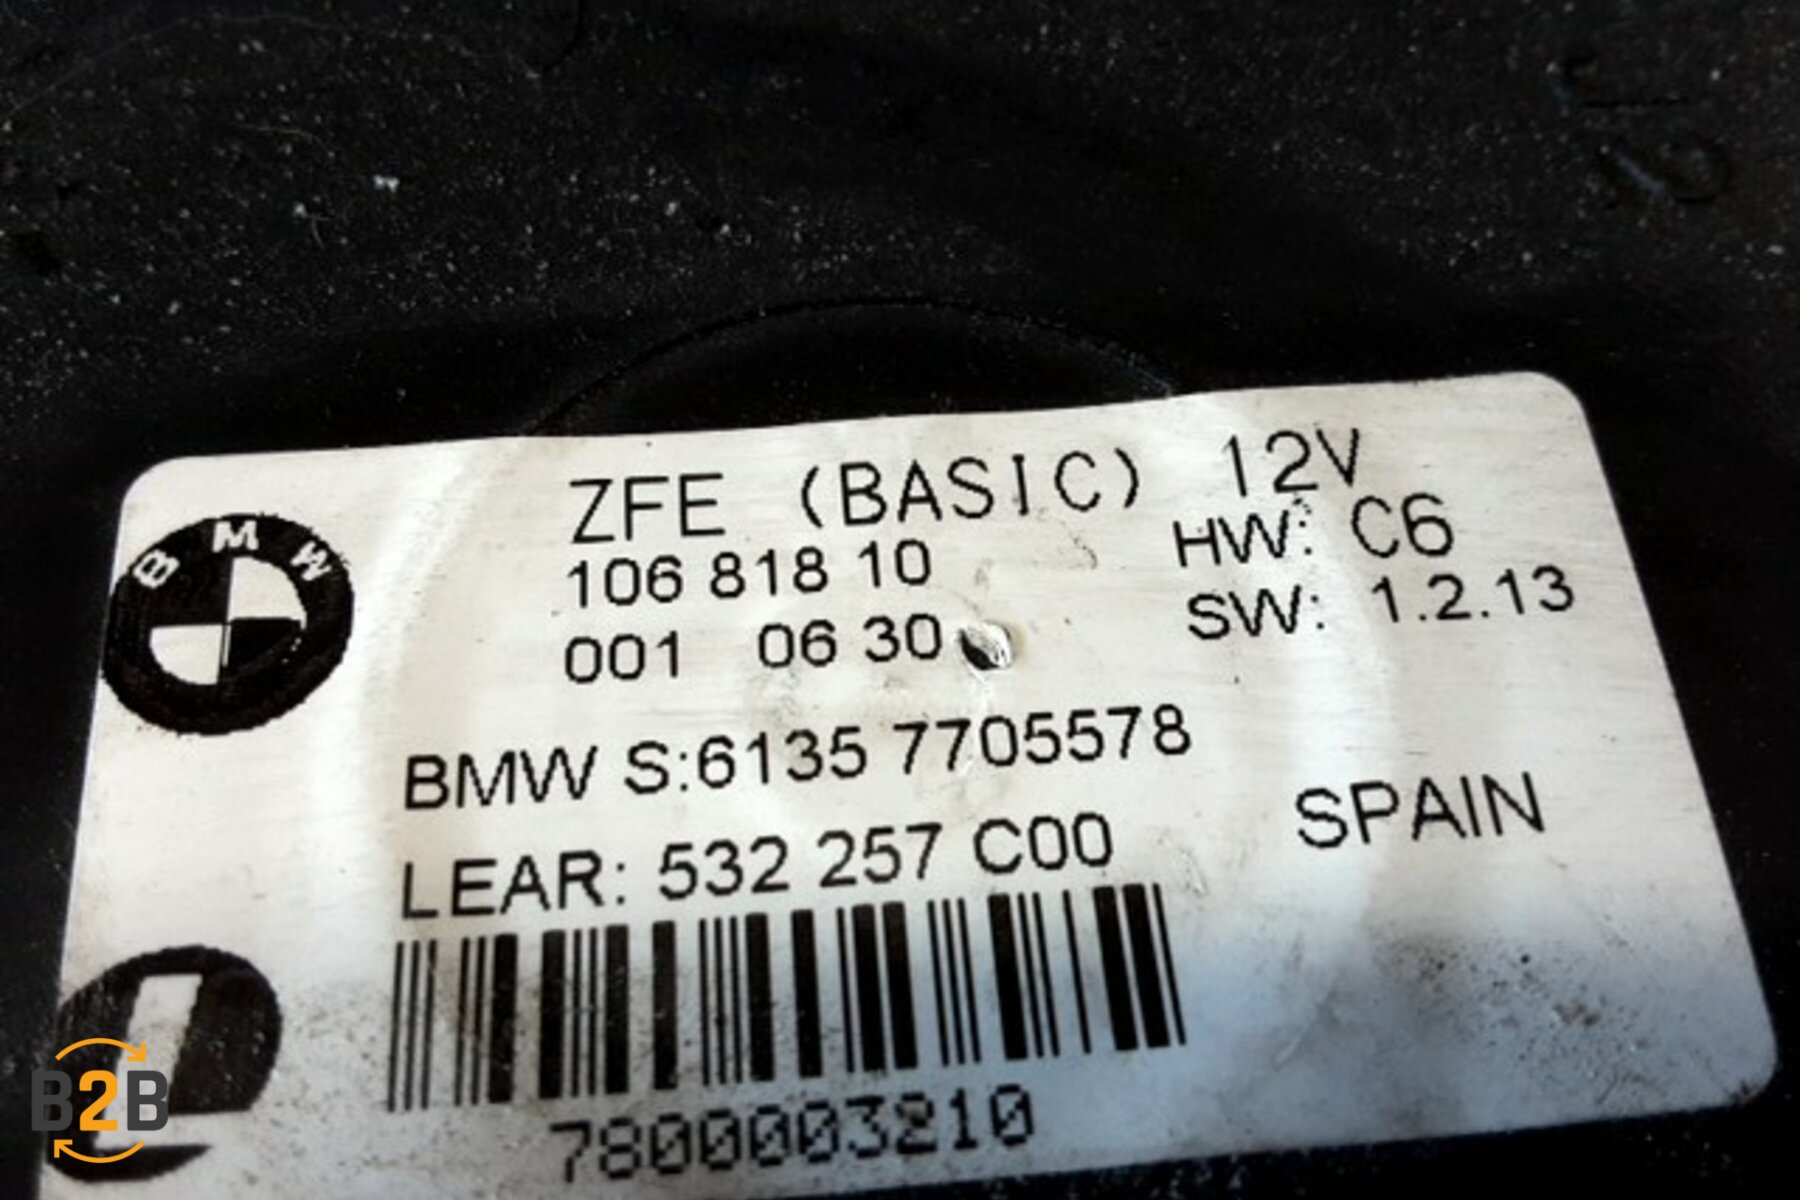 ZFE (BASIC) 12V
106 818 10
HW: C6
001 06 30
SW: 1.2.13
BMW
BMW S:6135 7705578
LEAR: 532 257 C00
SPAIN
7800003210
B2B